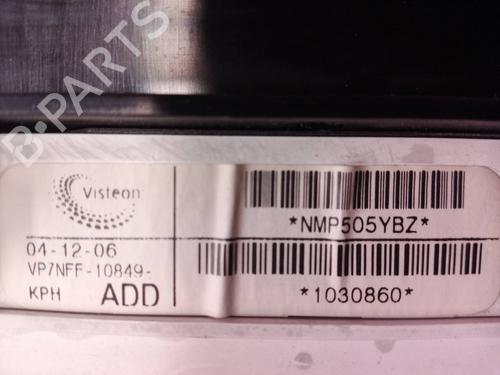 B-PARTS
Visteon
*NMP505YBZ*
04-12-06
VP7NFF-10849-
KPH ADD
*1030860*